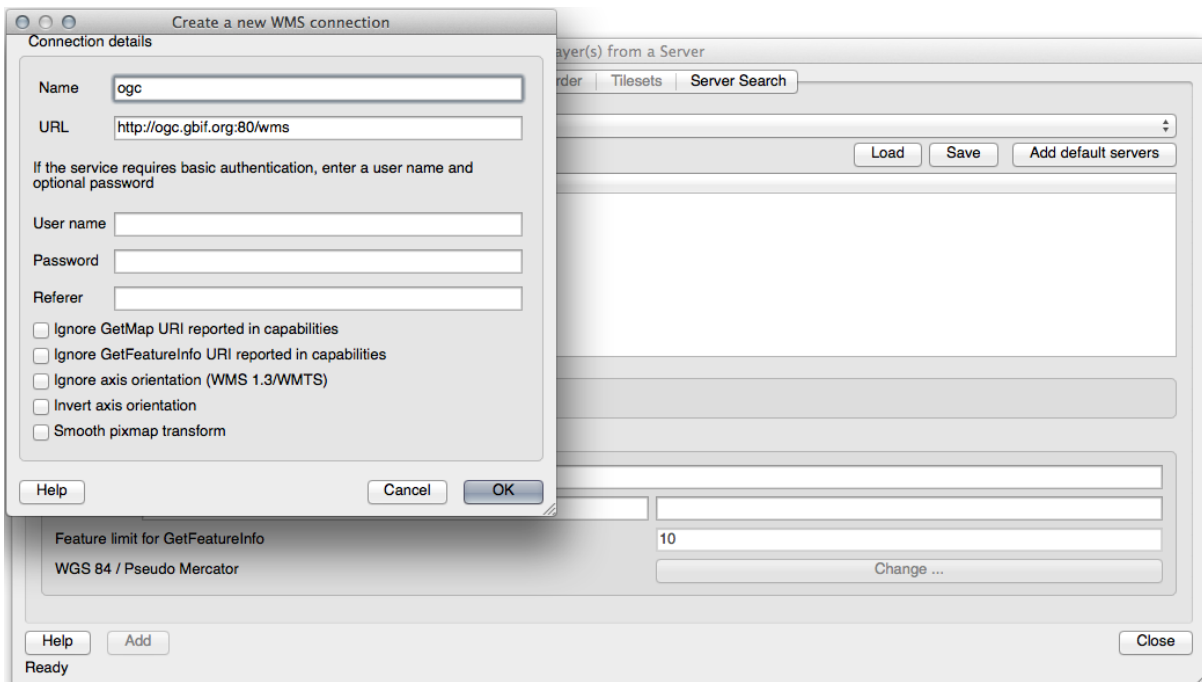 Create a new WMS connection
Connection details
Name
ogc
URL
http://ogc.gbif.org:80/wms
If the service requires basic authentication, enter a user name and
optional password
User name
Password
Referer
Ignore GetMap URI reported in capabilities
Ignore GetFeatureInfo URI reported in capabilities
Ignore axis orientation (WMS 1.3/WMTS)
Invert axis orientation
Smooth pixmap transform
Help
Cancel
OK
ayer(s) from a Server
rder
Tilesets
Server Search
Load
Save
Add default servers
Feature limit for GetFeatureInfo
10
WGS 84 / Pseudo Mercator
Change ...
Help
Add
Close
Ready